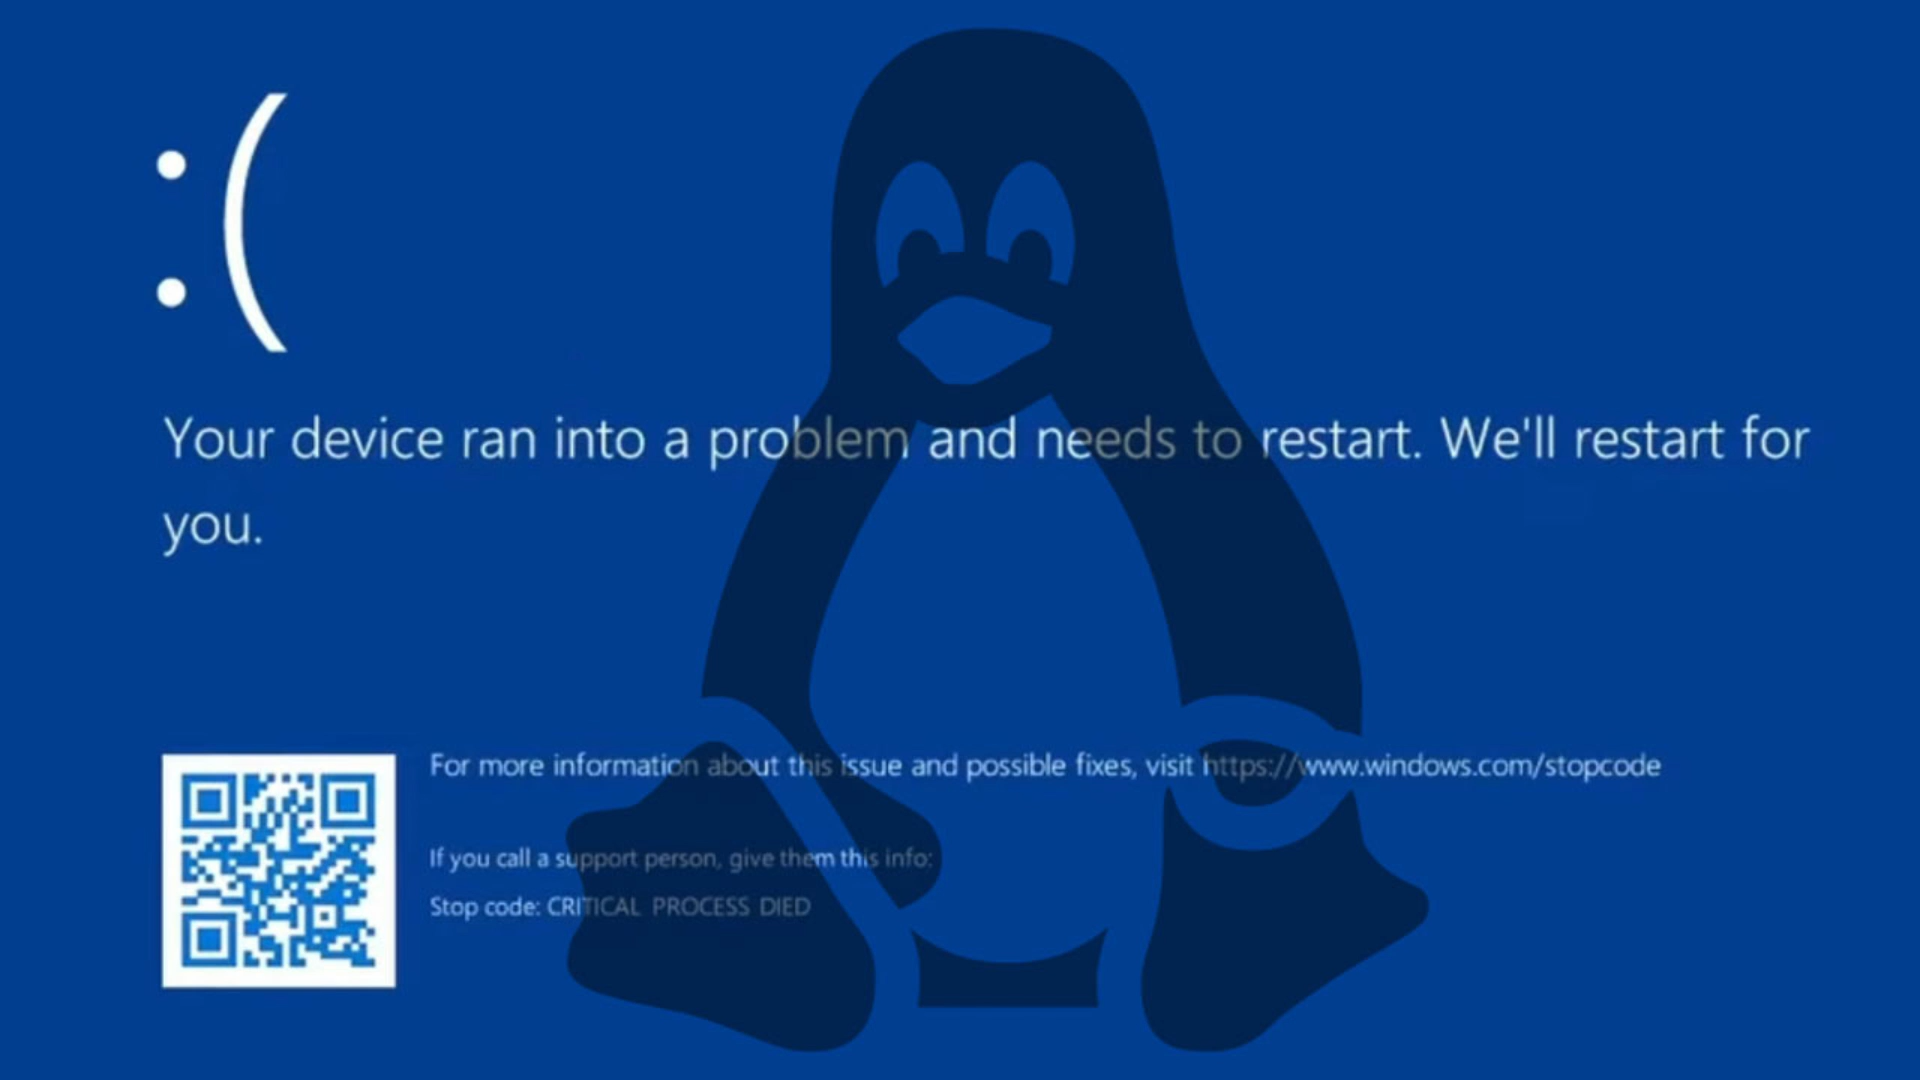 :(
Your device ran into a problem and needs to restart. We'll restart for
you.
For more information about this issue and possible fixes, visit https://www.windows.com/stopcode
If you call a support person, give them this info:
Stop code: CRITICAL PROCESS DIED